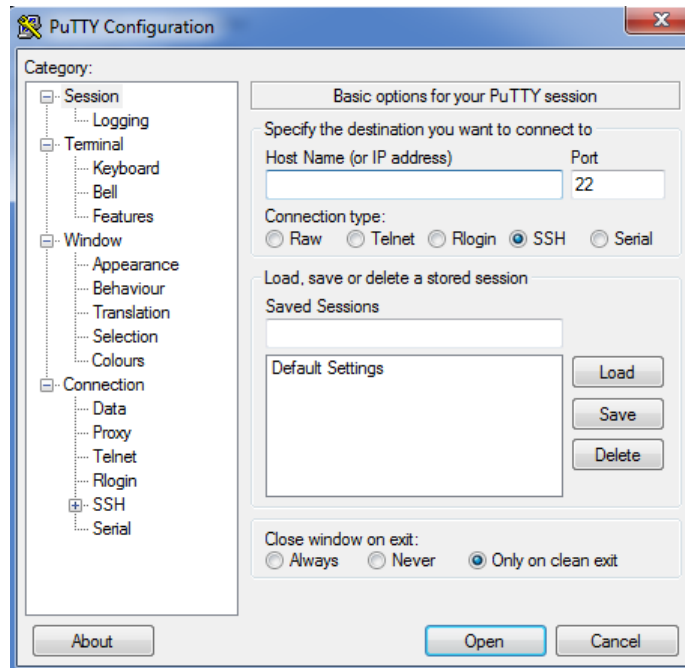 PuTTY Configuration
Category:
Session
Logging
Terminal
Keyboard
Bell
Features
Window
Appearance
Behaviour
Translation
Selection
Colours
Connection
Data
Proxy
Telnet
Rlogin
SSH
Serial
Basic options for your PuTTY session
Specify the destination you want to connect to
Host Name (or IP address) Port
22
Connection type:
Raw Telnet Rlogin SSH Serial
Load, save or delete a stored session
Saved Sessions
Default Settings
Load
Save
Delete
Close window on exit:
Always Never Only on clean exit
About Open Cancel